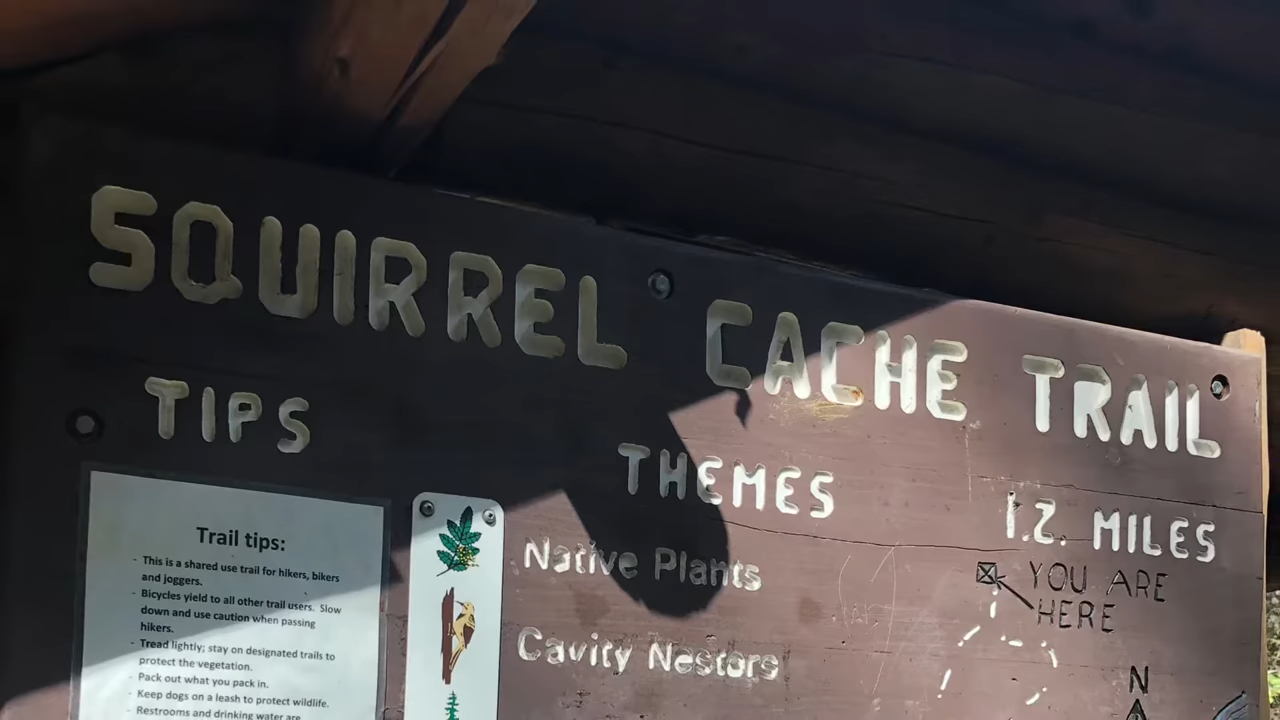 SQUIRREL CACHE TRAIL
TIPS
Trail tips:
- This is a shared use trail for hikers, bikers
and joggers.
- Bicycles yield to all other trail users. Slow
down and use caution when passing
hikers.
- Tread lightly; stay on designated trails to
protect the vegetation.
- Pack out what you pack in.
- Keep dogs on a leash to protect wildlife.
- Restrooms and drinking water are
THEMES
Native Plants
Cavity Nestors
1.2 MILES
YOU ARE
HERE
N